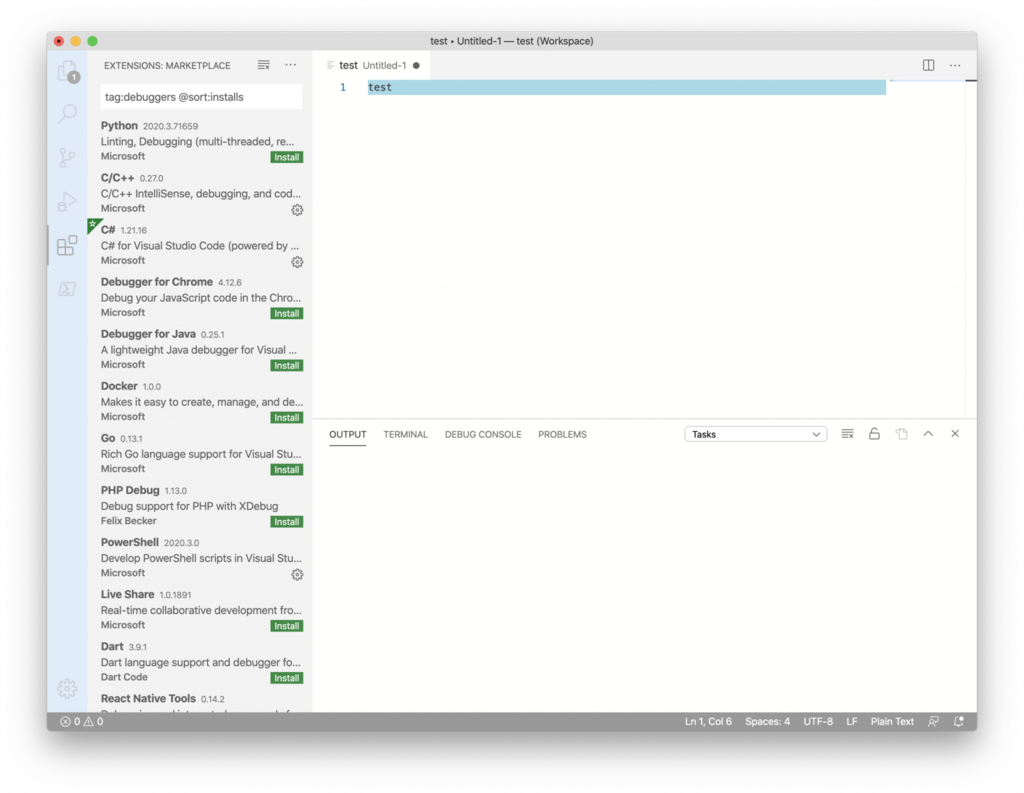 test • Untitled-1 — test (Workspace)
1
EXTENSIONS: MARKETPLACE
tag:debuggers @sort:installs
Python 2020.3.71659
Linting, Debugging (multi-threaded, re...
Microsoft Install
C/C++ 0.27.0
C/C++ IntelliSense, debugging, and cod...
Microsoft
C# 1.21.16
C# for Visual Studio Code (powered by ...
Microsoft
Debugger for Chrome 4.12.6
Debug your JavaScript code in the Chro...
Microsoft Install
Debugger for Java 0.25.1
A lightweight Java debugger for Visual ...
Microsoft Install
Docker 1.0.0
Makes it easy to create, manage, and de...
Microsoft Install
Go 0.13.1
Rich Go language support for Visual Stu...
Microsoft Install
PHP Debug 1.13.0
Debug support for PHP with XDebug
Felix Becker Install
PowerShell 2020.3.0
Develop PowerShell scripts in Visual Stu...
Microsoft
Live Share 1.0.1891
Real-time collaborative development fro...
Microsoft Install
Dart 3.9.1
Dart language support and debugger fo...
Dart Code Install
React Native Tools 0.14.2
test Untitled-1
1 test
OUTPUT TERMINAL DEBUG CONSOLE PROBLEMS Tasks
0 0 Ln 1, Col 6 Spaces: 4 UTF-8 LF Plain Text